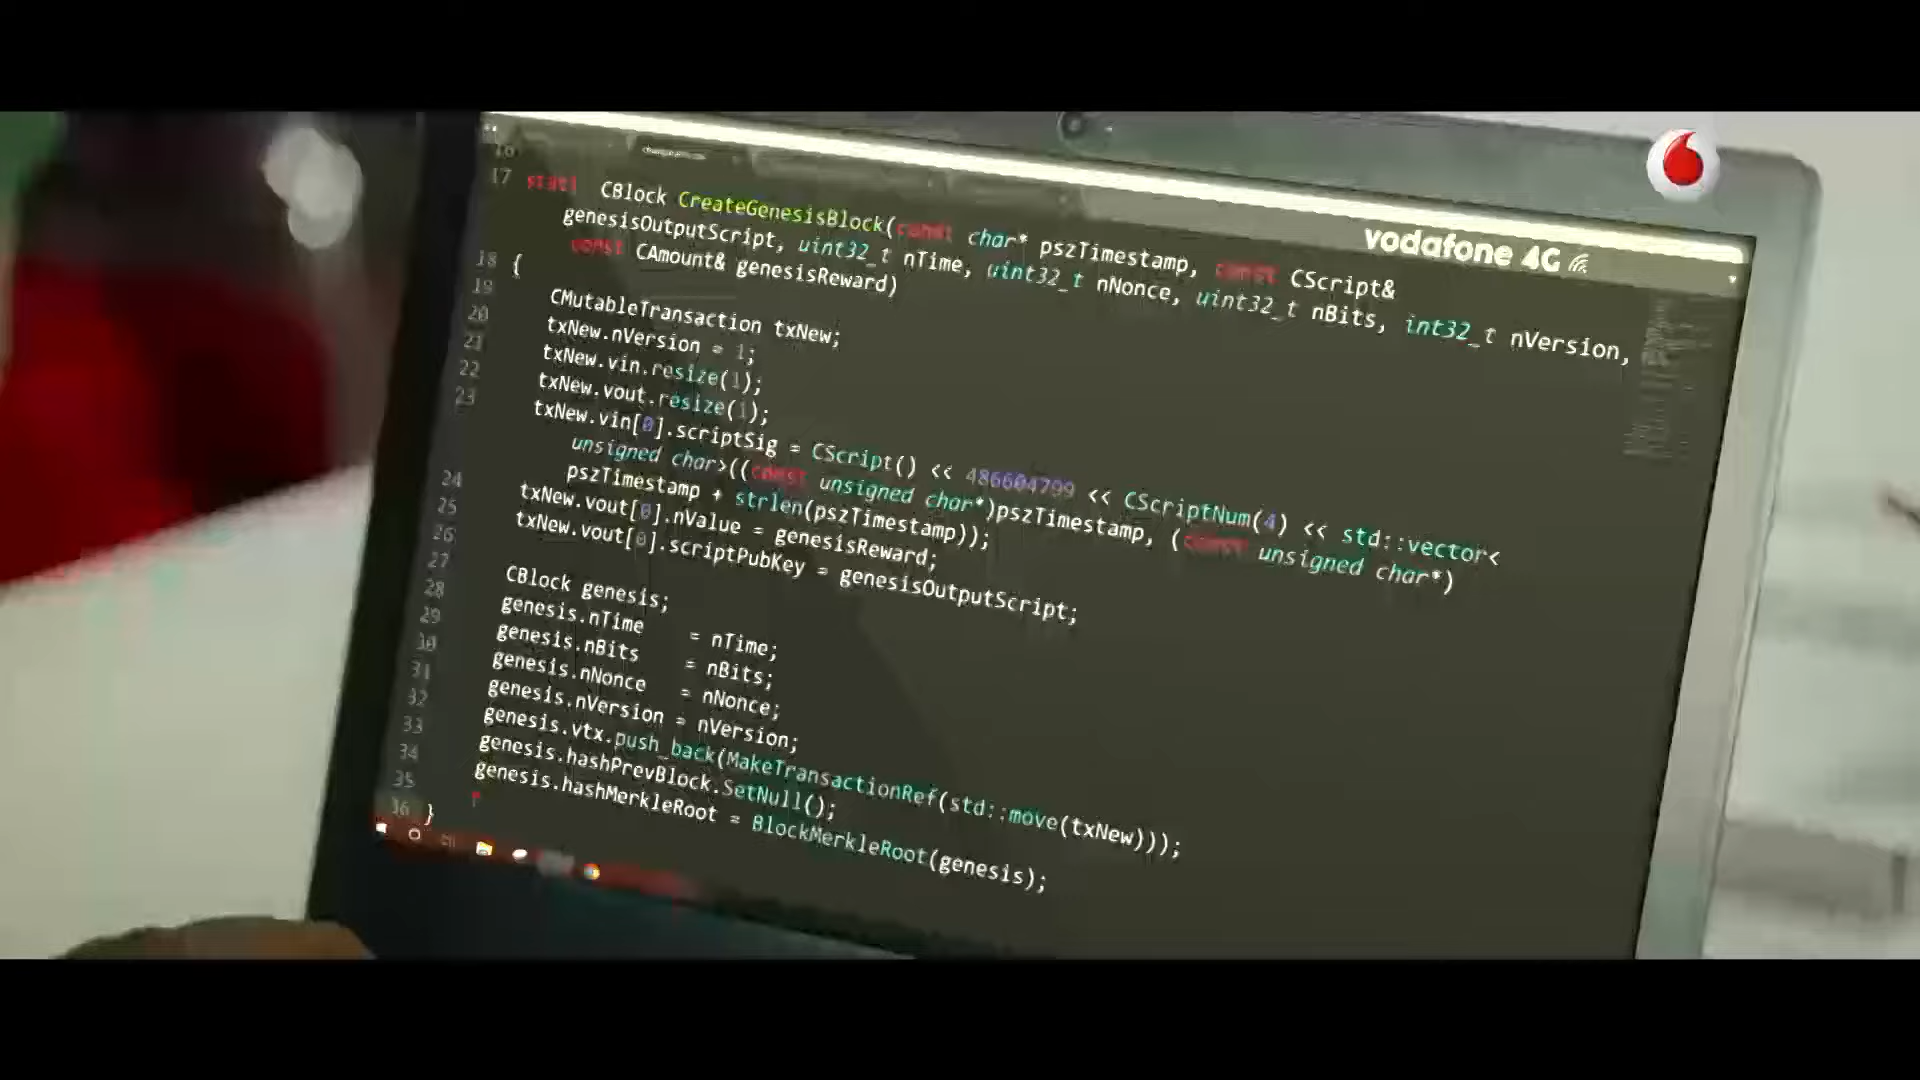 16
17 stati CBlock CreateGenesisBlock(const char* pszTimestamp, const CScript&
genesisOutputScript, uint32_t nTime, uint32_t nNonce, uint32_t nBits, int32_t nVersion,
const CAmount& genesisReward)
18 {
19 CMutableTransaction txNew;
20 txNew.nVersion = 1;
21 txNew.vin.resize(1);
22 txNew.vout.resize(1);
23 txNew.vin[0].scriptSig = CScript() << 486604799 << CScriptNum(4) << std::vector<
unsigned char>((const unsigned char*)pszTimestamp, (const unsigned char*)
pszTimestamp + strlen(pszTimestamp));
24 txNew.vout[0].nValue = genesisReward;
25 txNew.vout[0].scriptPubKey = genesisOutputScript;
26
27 CBlock genesis;
28 genesis.nTime = nTime;
29 genesis.nBits = nBits;
30 genesis.nNonce = nNonce;
31 genesis.nVersion = nVersion;
32 genesis.vtx.push_back(MakeTransactionRef(std::move(txNew)));
33 genesis.hashPrevBlock.SetNull();
34 genesis.hashMerkleRoot = BlockMerkleRoot(genesis);
35
36 }
vodafone 4G